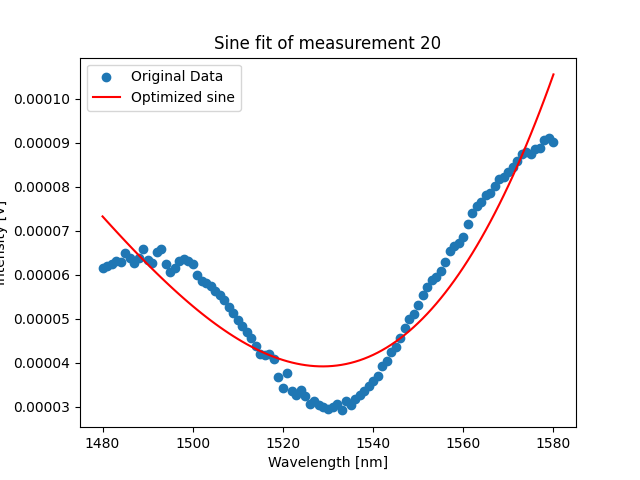 Sine fit of measurement 20
Original Data
Optimized sine
0.00010
0.00009
0.00008
0.00007
0.00006
0.00005
0.00004
0.00003
Intensity [V]
1480 1500 1520 1540 1560 1580
Wavelength [nm]